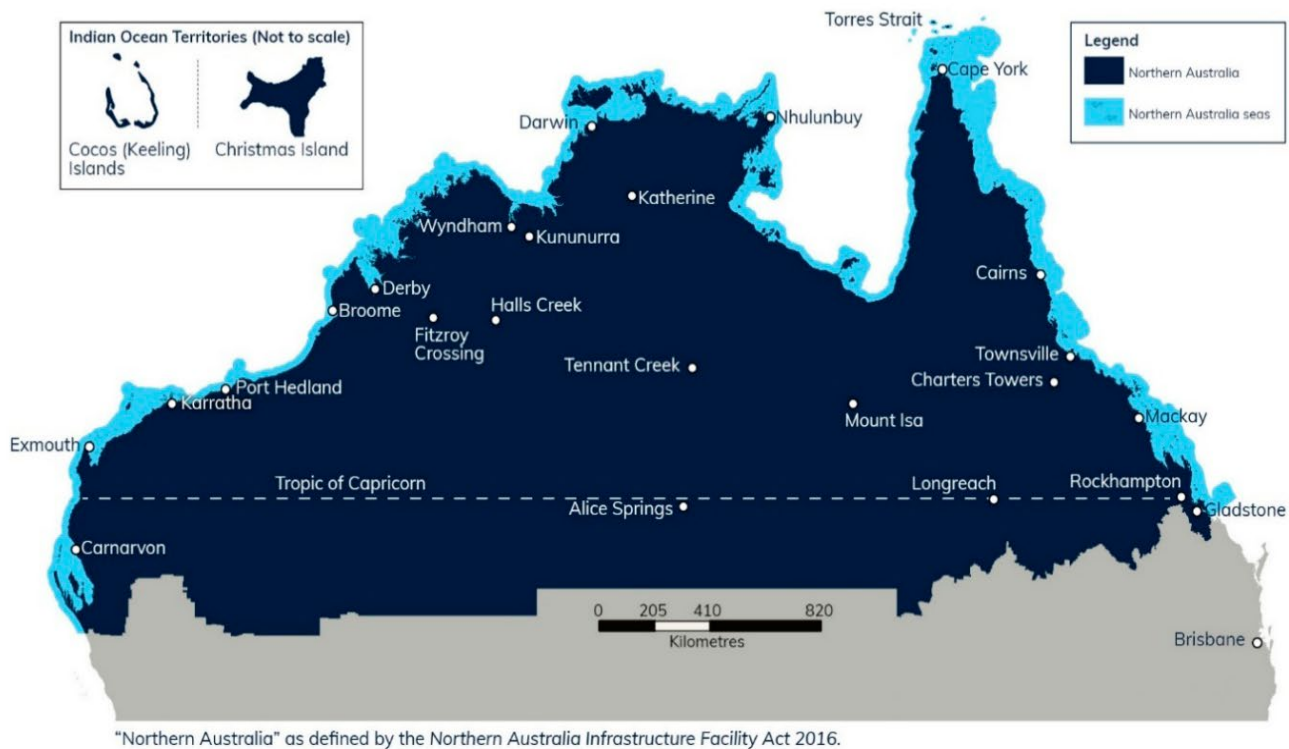 Indian Ocean Territories (Not to scale)
Cocos (Keeling)
Islands
Christmas Island
Torres Strait
Legend
Northern Australia
Northern Australia seas
Cape York
Darwin
Nhulunbuy
Katherine
Wyndham
Kununurra
Cairns
Derby
Broome
Halls Creek
Fitzroy
Crossing
Townsville
Tennant Creek
Charters Towers
Port Hedland
Karratha
Mount Isa
Mackay
Exmouth
Tropic of Capricorn
Longreach
Rockhampton
Alice Springs
Gladstone
Carnarvon
0 205 410 820
Kilometres
Brisbane
“Northern Australia” as defined by the Northern Australia Infrastructure Facility Act 2016.